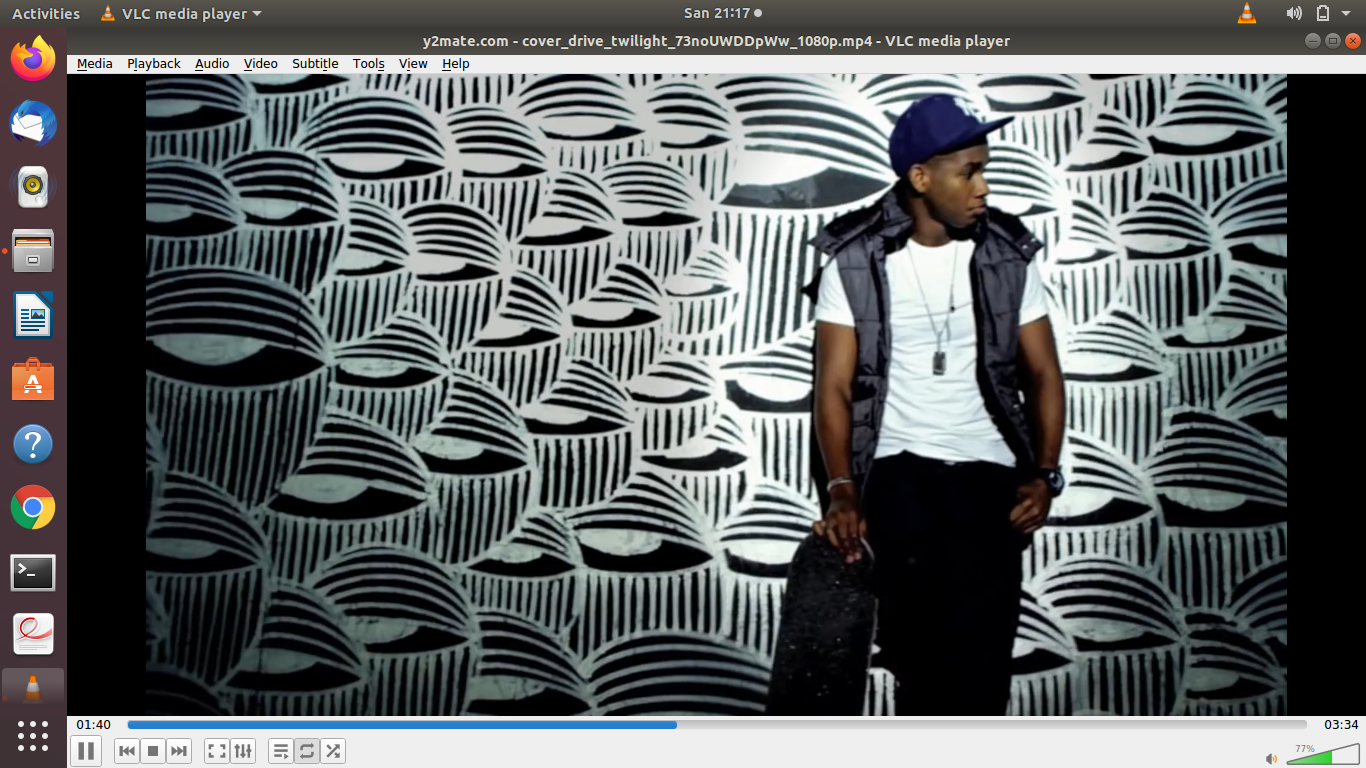 Activities
VLC media player
San 21:17
y2mate.com - cover_drive_twilight_73noUWDDpWw_1080p.mp4 - VLC media player
Media Playback Audio Video Subtitle Tools View Help
01:40
03:34
77%